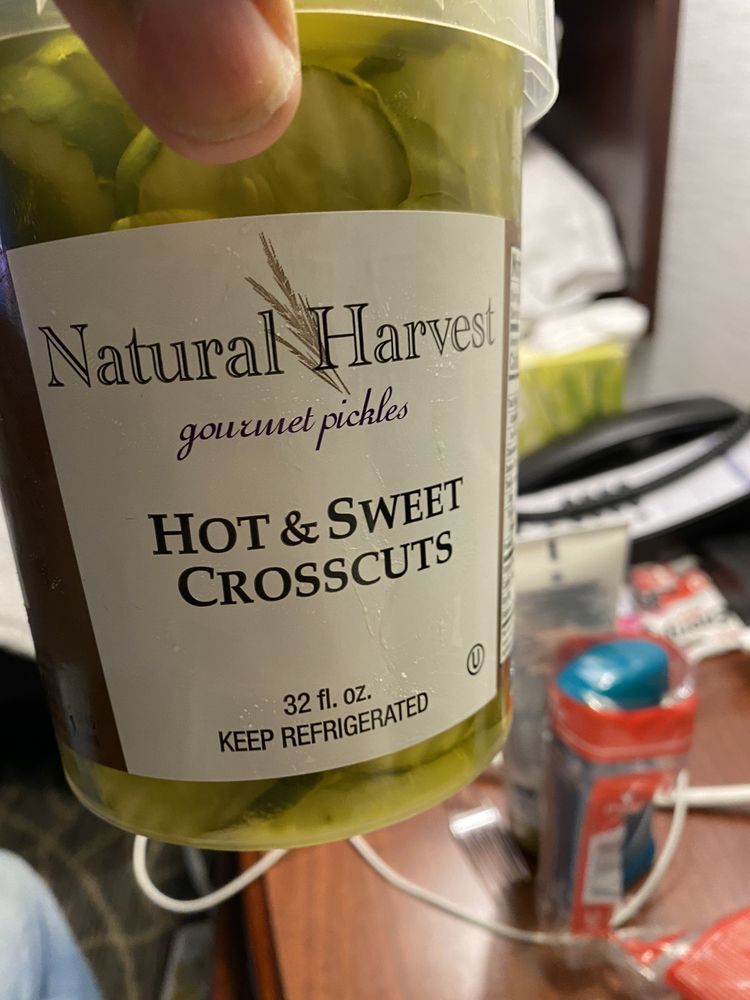 Natural Harvest
gourmet pickles
HOT & SWEET
CROSSCUTS
U
32 fl. oz.
KEEP REFRIGERATED